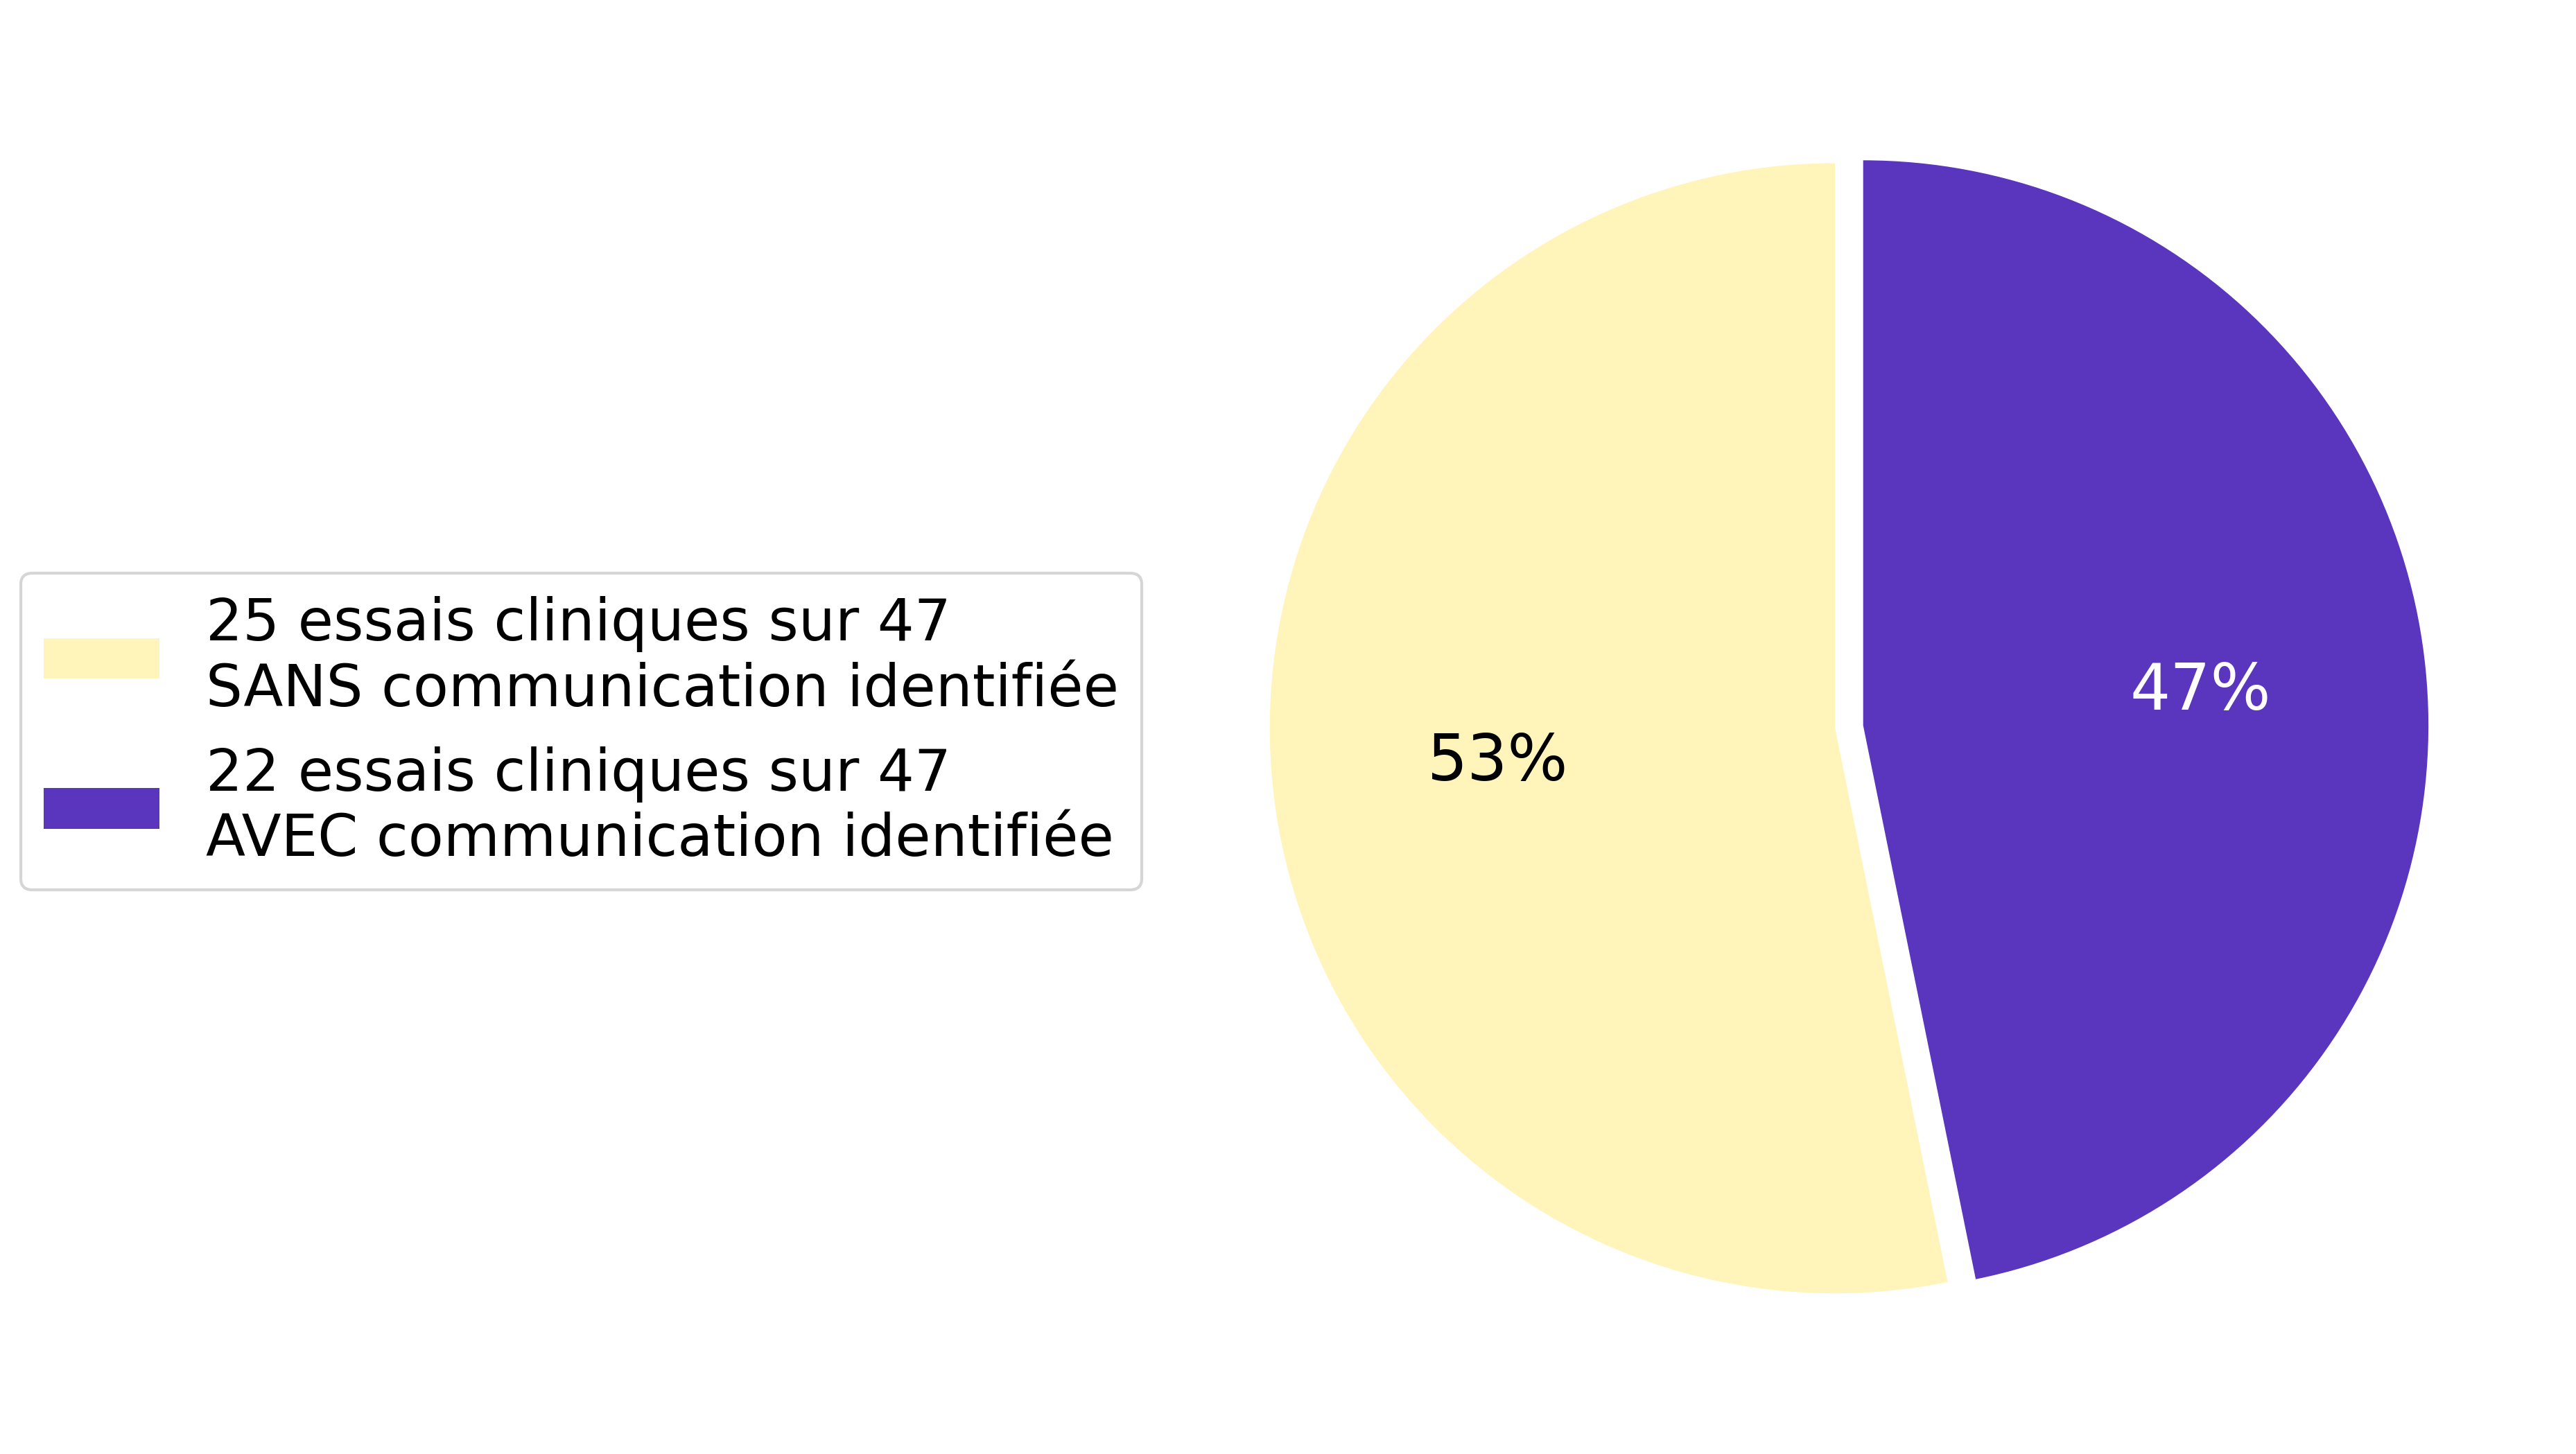 25 essais cliniques sur 47
SANS communication identifiée
22 essais cliniques sur 47
AVEC communication identifiée
53%
47%